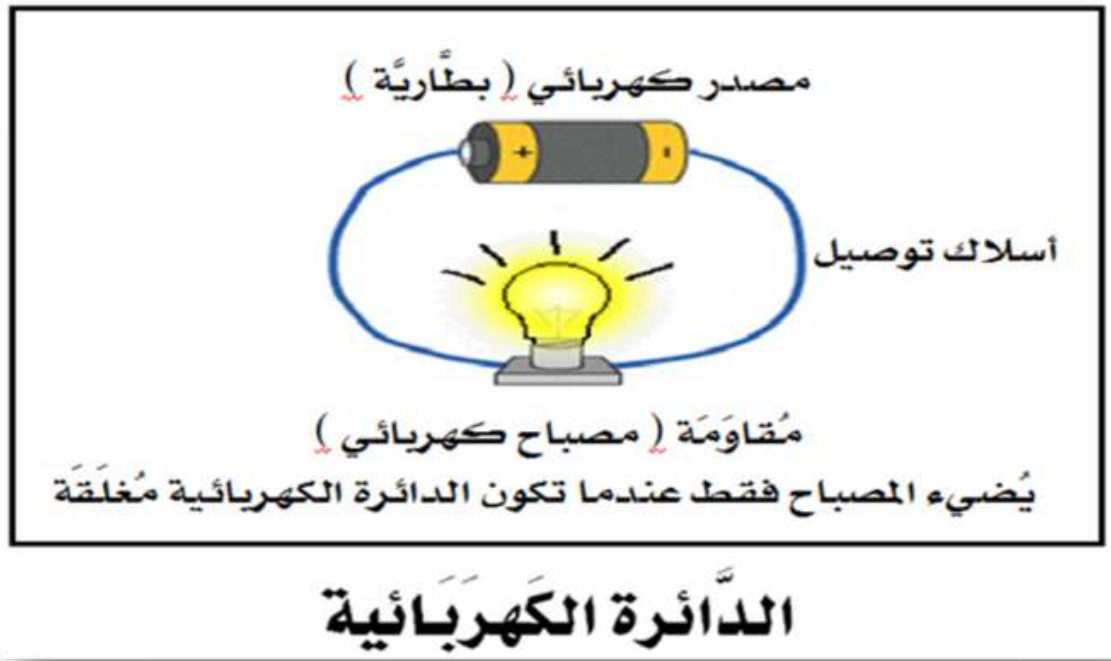 مصدر كهربائي ( بطَّاريَّة )
+ -
أسلاك توصيل
مُقاوَمَة ( مصباح كهربائي )
يُضيء المصباح فقط عندما تكون الدائرة الكهربائية مُغلَقَة
الدَّائرة الكَهرَبَائية